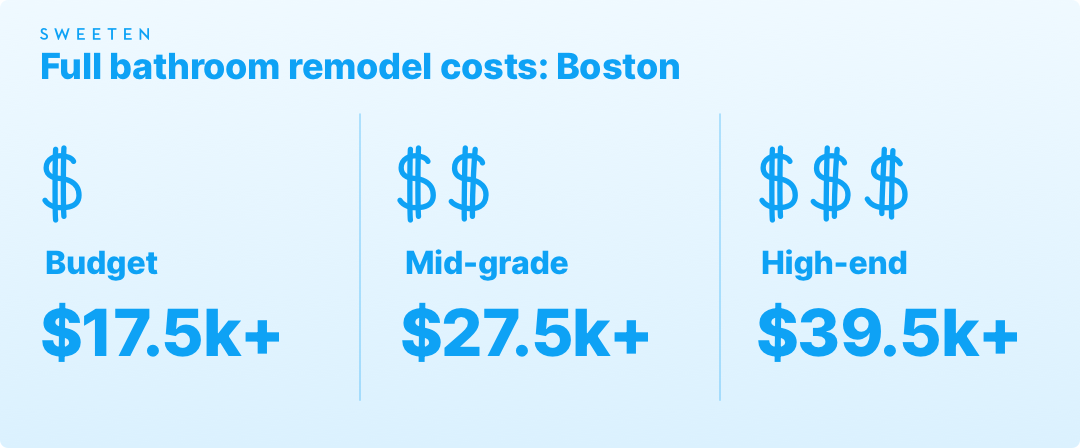 SWEETEN
Full bathroom remodel costs: Boston
$
$$
$$$
Budget
Mid-grade
High-end
$17.5k+
$27.5k+
$39.5k+